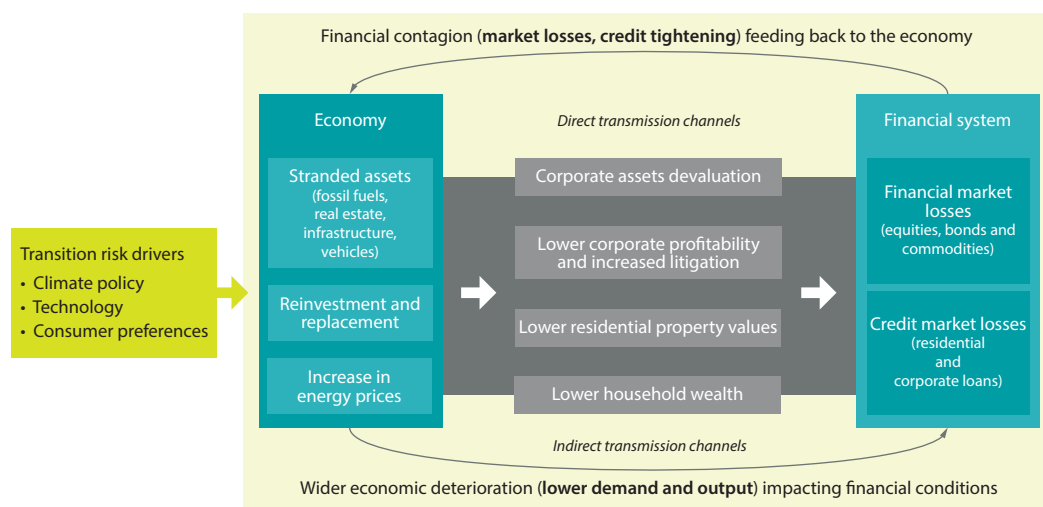 Financial contagion (market losses, credit tightening) feeding back to the economy
Economy
Direct transmission channels
Financial system
Transition risk drivers
• Climate policy
• Technology
• Consumer preferences
Stranded assets
(fossil fuels,
real estate,
infrastructure,
vehicles)
Reinvestment and
replacement
Increase in
energy prices
Corporate assets devaluation
Lower corporate profitability
and increased litigation
Lower residential property values
Lower household wealth
Financial market
losses
(equities, bonds and
commodities)
Credit market losses
(residential
and
corporate loans)
Indirect transmission channels
Wider economic deterioration (lower demand and output) impacting financial conditions